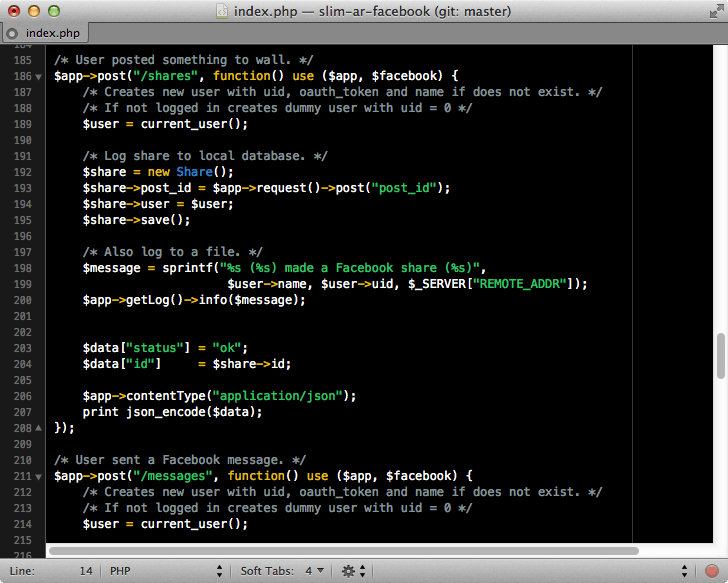 index.php — slim-ar-facebook (git: master)
index.php
184
185 /* User posted something to wall. */
186 $app->post("/shares", function() use ($app, $facebook) {
187     /* Creates new user with uid, oauth_token and name if does not exist. */
188     /* If not logged in creates dummy user with uid = 0 */
189     $user = current_user();
190
191     /* Log share to local database. */
192     $share = new Share();
193     $share->post_id = $app->request()->post("post_id");
194     $share->user = $user;
195     $share->save();
196
197     /* Also log to a file. */
198     $message = sprintf("%s (%s) made a Facebook share (%s)",
199                         $user->name, $user->uid, $_SERVER["REMOTE_ADDR"]);
200     $app->getLog()->info($message);
201
202
203     $data["status"] = "ok";
204     $data["id"]     = $share->id;
205
206     $app->contentType("application/json");
207     print json_encode($data);
208 });
209
210 /* User sent a Facebook message. */
211 $app->post("/messages", function() use ($app, $facebook) {
212     /* Creates new user with uid, oauth_token and name if does not exist. */
213     /* If not logged in creates dummy user with uid = 0 */
214     $user = current_user();
215
216
Line: 14 PHP Soft Tabs: 4